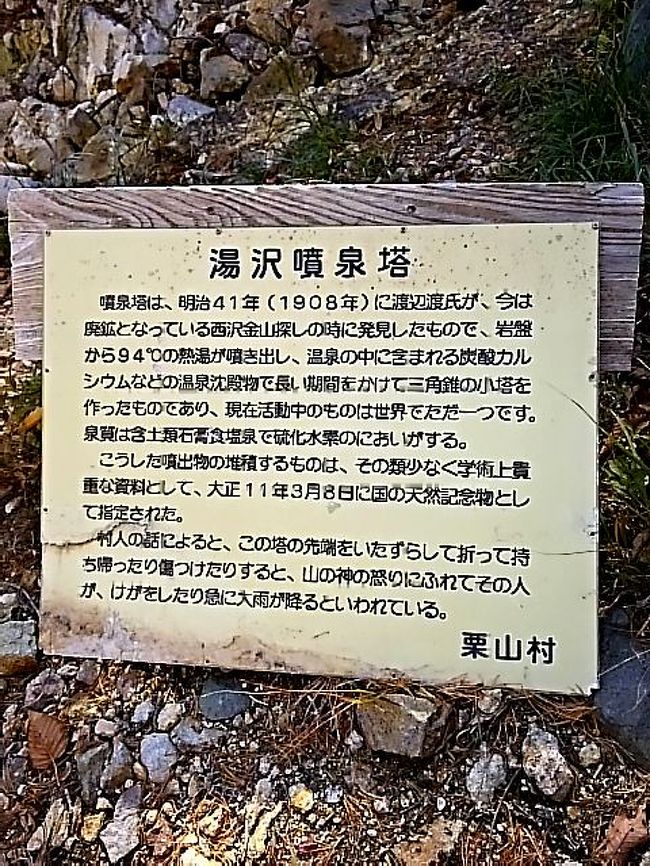 湯沢噴泉塔
噴泉塔は、明治41年(1908年)に渡辺渡氏が、今は
廃鉱となっている西沢金山探しの時に発見したもので、岩盤
から94℃の熱湯が噴き出し、温泉の中に含まれる炭酸カル
シウムなどの温泉沈殿物で長い期間をかけて三角錐の小塔を
作ったものであり、現在活動中のものは世界でただ一つです。
泉質は含土類石膏食塩泉で硫化水素のにおいがする。
こうした噴出物の堆積するものは、その類少なく学術上貴
重な資料として、大正11年3月8日に国の天然記念物とし
て指定された。
村人の話によると、この塔の先端をいたずらして折って持
ち帰ったり傷つけたりすると、山の神の怒りにふれてその人
が、けがをしたり急に大雨が降るといわれている。
栗山村